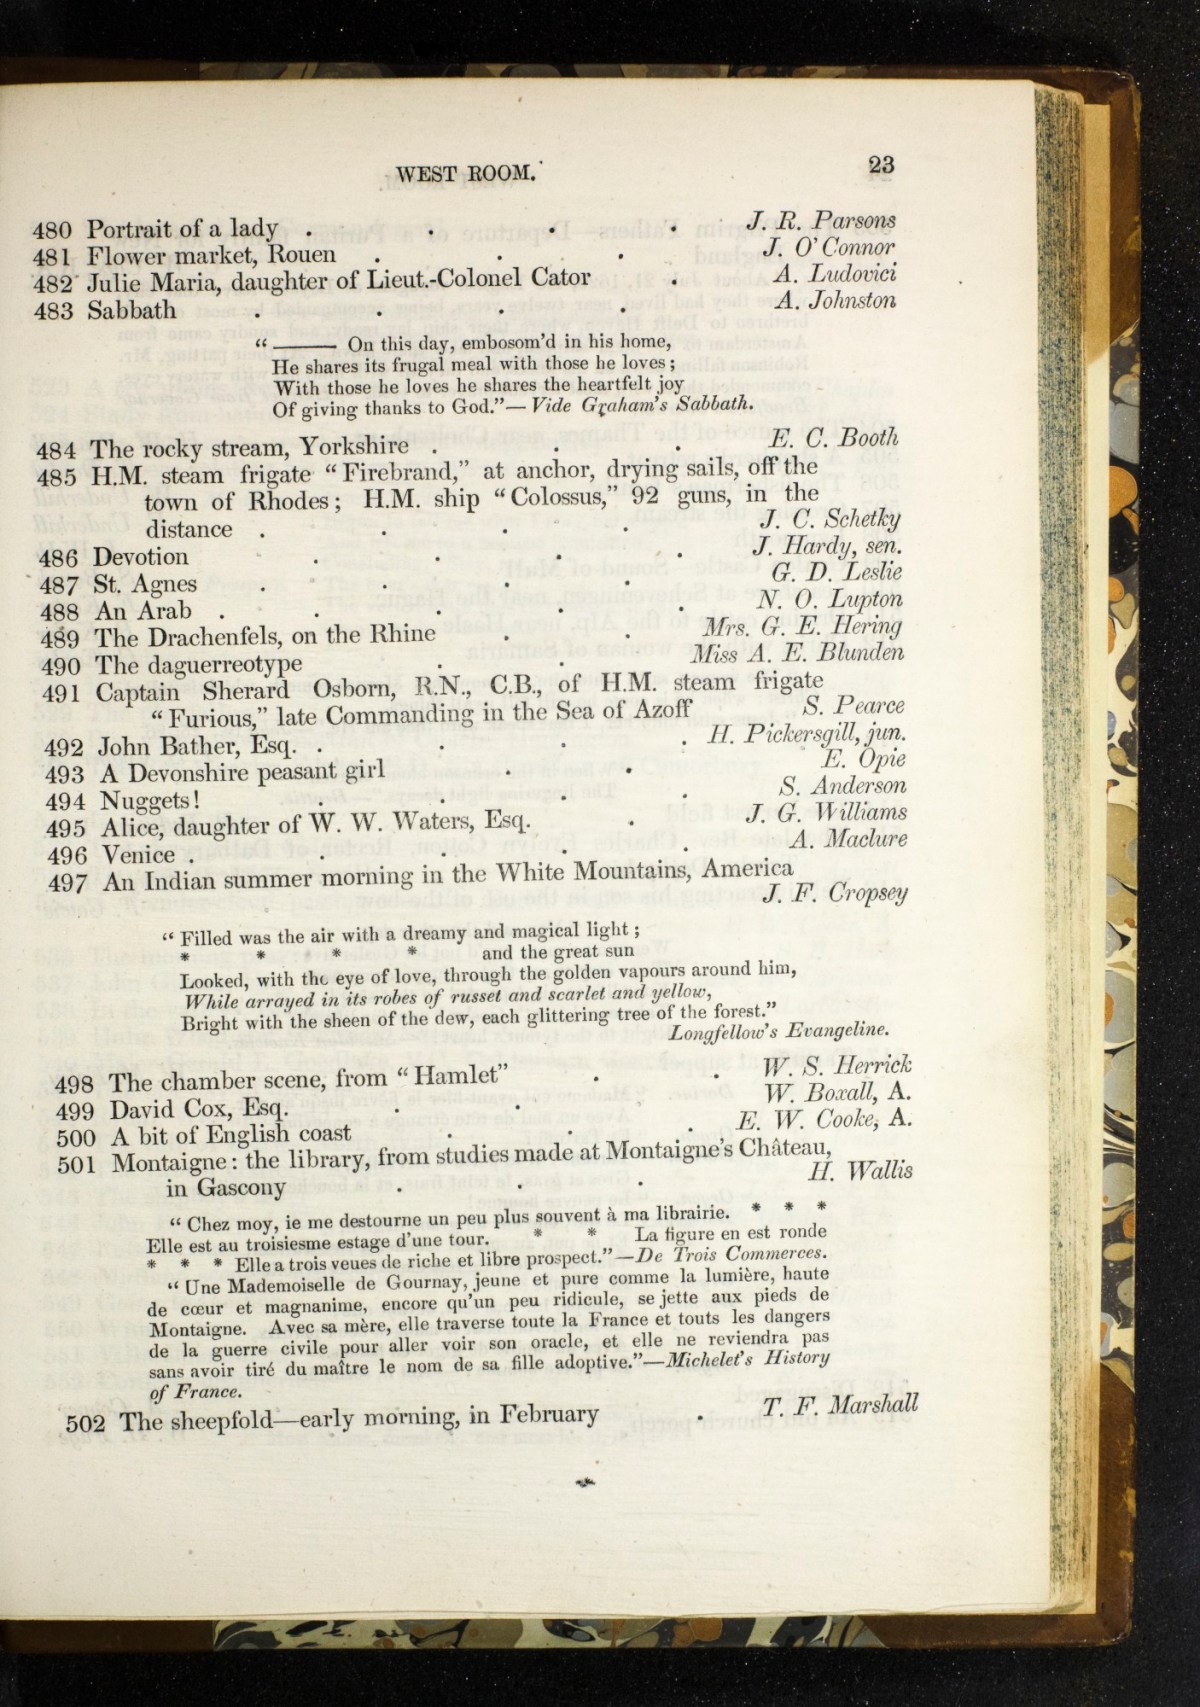 WEST ROOM. 23
480 Portrait of a lady . . . . J. R. Parsons
481 Flower market, Rouen . . . J. O'Connor
482 Julie Maria, daughter of Lieut.-Colonel Cator . A. Ludovici
483 Sabbath . . . . A. Johnston
“ ——— On this day, embosom'd in his home,
He shares its frugal meal with those he loves;
With those he loves he shares the heartfelt joy
Of giving thanks to God.”—Vide Graham's Sabbath.
484 The rocky stream, Yorkshire . . . E. C. Booth
485 H.M. steam frigate “Firebrand,” at anchor, drying sails, off the
town of Rhodes; H.M. ship “Colossus,” 92 guns, in the
distance . . . . J. C. Schetky
486 Devotion . . . . J. Hardy, sen.
487 St. Agnes . . . . G. D. Leslie
488 An Arab . . . . . N. O. Lupton
489 The Drachenfels, on the Rhine . . Mrs. G. E. Hering
490 The daguerreotype . . Miss A. E. Blunden
491 Captain Sherard Osborn, R.N., C.B., of H.M. steam frigate
“Furious,” late Commanding in the Sea of Azoff S. Pearce
492 John Bather, Esq. . . . . H. Pickersgill, jun.
493 A Devonshire peasant girl . . E. Opie
494 Nuggets! . . . . S. Anderson
495 Alice, daughter of W. W. Waters, Esq. . J. G. Williams
496 Venice . . . . . A. Maclure
497 An Indian summer morning in the White Mountains, America
J. F. Cropsey
“Filled was the air with a dreamy and magical light;
* * * * and the great sun
Looked, with the eye of love, through the golden vapours around him,
While arrayed in its robes of russet and scarlet and yellow,
Bright with the sheen of the dew, each glittering tree of the forest.”
Longfellow's Evangeline.
498 The chamber scene, from “Hamlet” . . W. S. Herrick
499 David Cox, Esq. . . W. Boxall, A.
500 A bit of English coast . . . E. W. Cooke, A.
501 Montaigne: the library, from studies made at Montaigne's Château,
in Gascony . . . H. Wallis
“Chez moy, ie me destourne un peu plus souvent à ma librairie. * * *
Elle est au troisiesme estage d'une tour. * * La figure en est ronde
* * * Elle a trois veues de riche et libre prospect.”—De Trois Commerces.
“Une Mademoiselle de Gournay, jeune et pure comme la lumière, haute
de cœur et magnanime, encore qu'un peu ridicule, se jette aux pieds de
Montaigne. Avec sa mère, elle traverse toute la France et touts les dangers
de la guerre civile pour aller voir son oracle, et elle ne reviendra pas
sans avoir tiré du maître le nom de sa fille adoptive.”—Michelet's History
of France.
502 The sheepfold—early morning, in February . T. F. Marshall